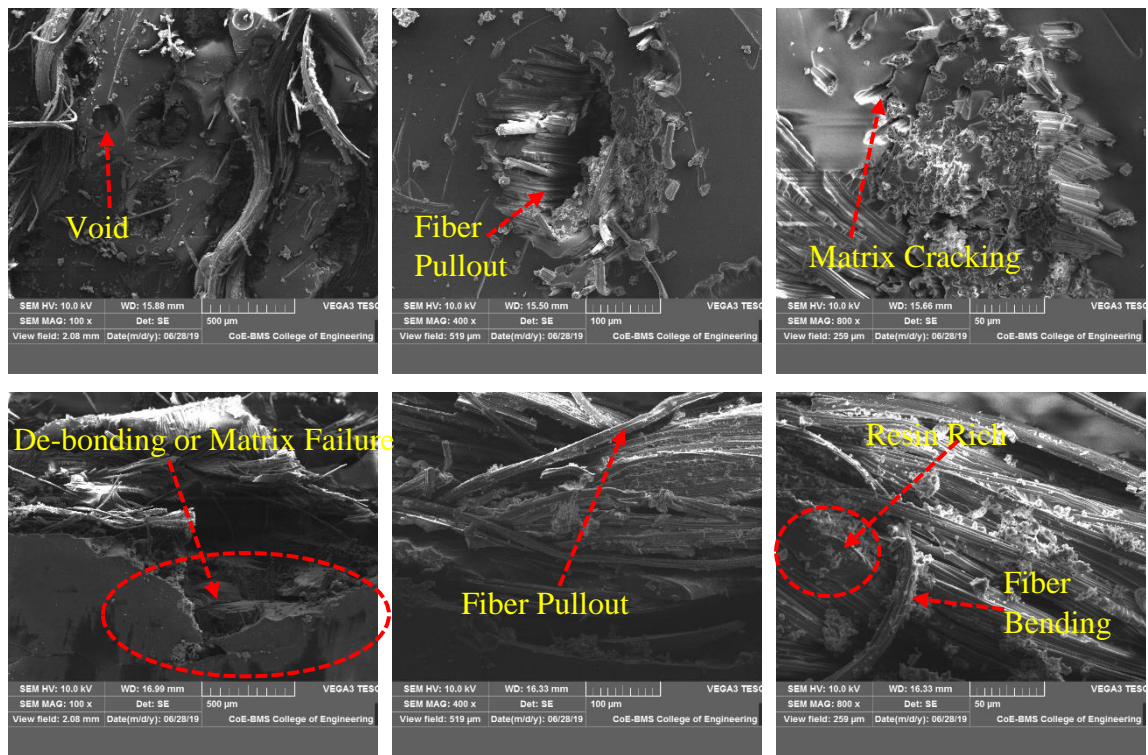 Void
SEM HV: 10.0 kV WD: 15.88 mm VEGA3 TESC
SEM MAG: 100 x Det: SE 500 µm
View field: 2.08 mm Date(m/d/y): 06/28/19 CoE-BMS College of Engineering
Fiber
Pullout
SEM HV: 10.0 kV WD: 15.50 mm VEGA3 TESC
SEM MAG: 400 x Det: SE 100 µm
View field: 519 µm Date(m/d/y): 06/28/19 CoE-BMS College of Engineering
Matrix Cracking
SEM HV: 10.0 kV WD: 15.66 mm VEGA3 TESC
SEM MAG: 800 x Det: SE 50 µm
View field: 259 µm Date(m/d/y): 06/28/19 CoE-BMS College of Engineering
De-bonding or Matrix Failure
SEM HV: 10.0 kV WD: 16.99 mm VEGA3 TESC
SEM MAG: 100 x Det: SE 500 µm
View field: 2.08 mm Date(m/d/y): 06/28/19 CoE-BMS College of Engineering
Fiber Pullout
SEM HV: 10.0 kV WD: 16.33 mm VEGA3 TESC
SEM MAG: 400 x Det: SE 100 µm
View field: 519 µm Date(m/d/y): 06/28/19 CoE-BMS College of Engineering
Resin Rich
Fiber
Bending
SEM HV: 10.0 kV WD: 16.33 mm VEGA3 TESC
SEM MAG: 800 x Det: SE 50 µm
View field: 259 µm Date(m/d/y): 06/28/19 CoE-BMS College of Engineering